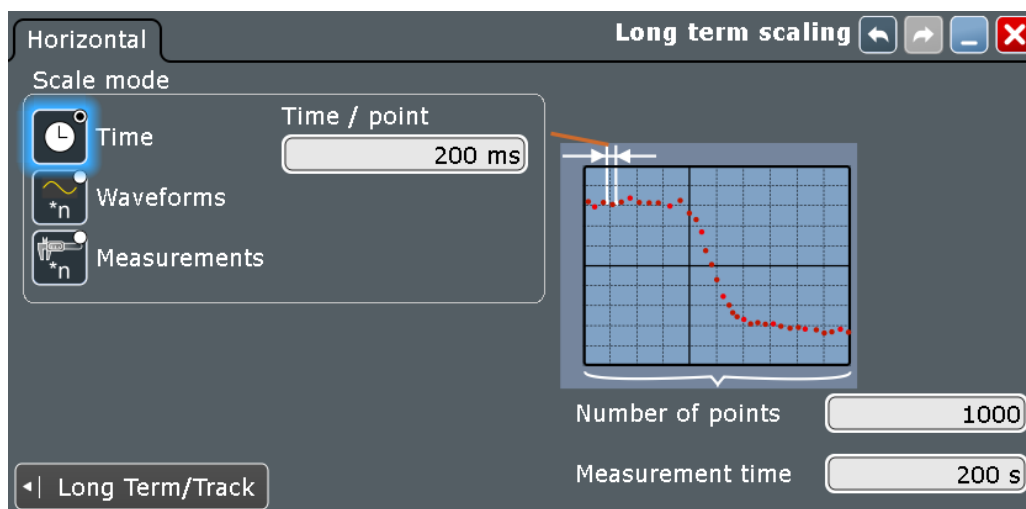 Horizontal
Long term scaling
Scale mode
Time
Time / point
200 ms
*n
Waveforms
*n
Measurements
Number of points
1000
Measurement time
200 s
Long Term/Track